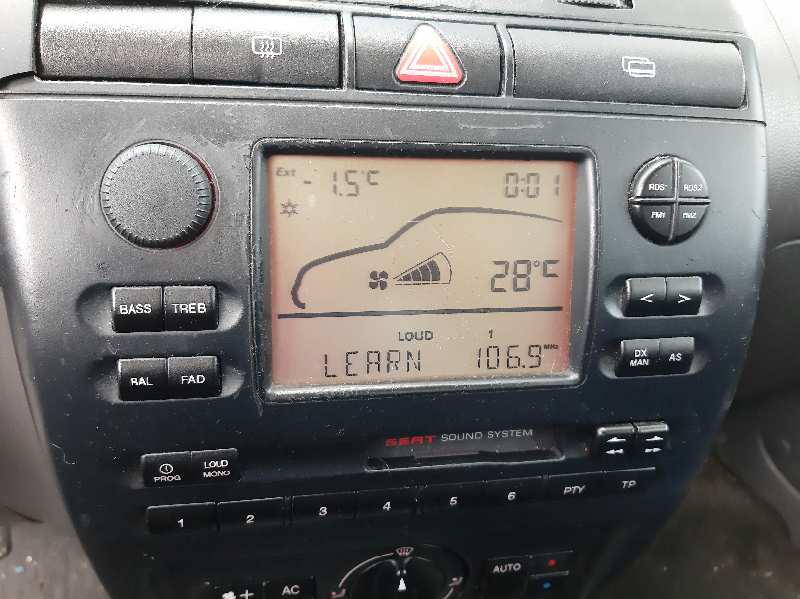 Ext -1.5°C 0:01
28°C
LOUD 1
LEARN 106.9 MHz
RDS1 RDS2
FM1 FM2
BASS TREB
< >
BAL FAD
DX MAN AS
SEAT SOUND SYSTEM
PROG LOUD MONO
1 2 3 4 5 6 PTY TP
AC AUTO